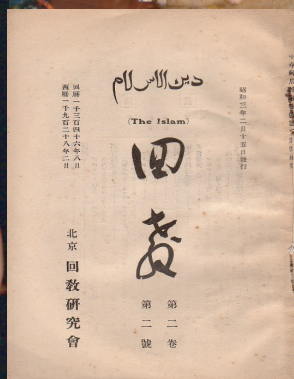 دين الاسلام
(The Islam)
昭和三年二月十五日發行
回教
第二卷
第二號
回曆一千三百四十六年八月
西曆一千九百二十八年二月
北京 回教研究會